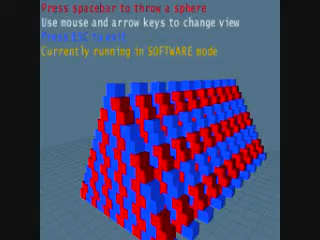 Press spacebar to throw a sphere
Use mouse and arrow keys to change view
Press ESC to exit
Currently running in SOFTWARE mode